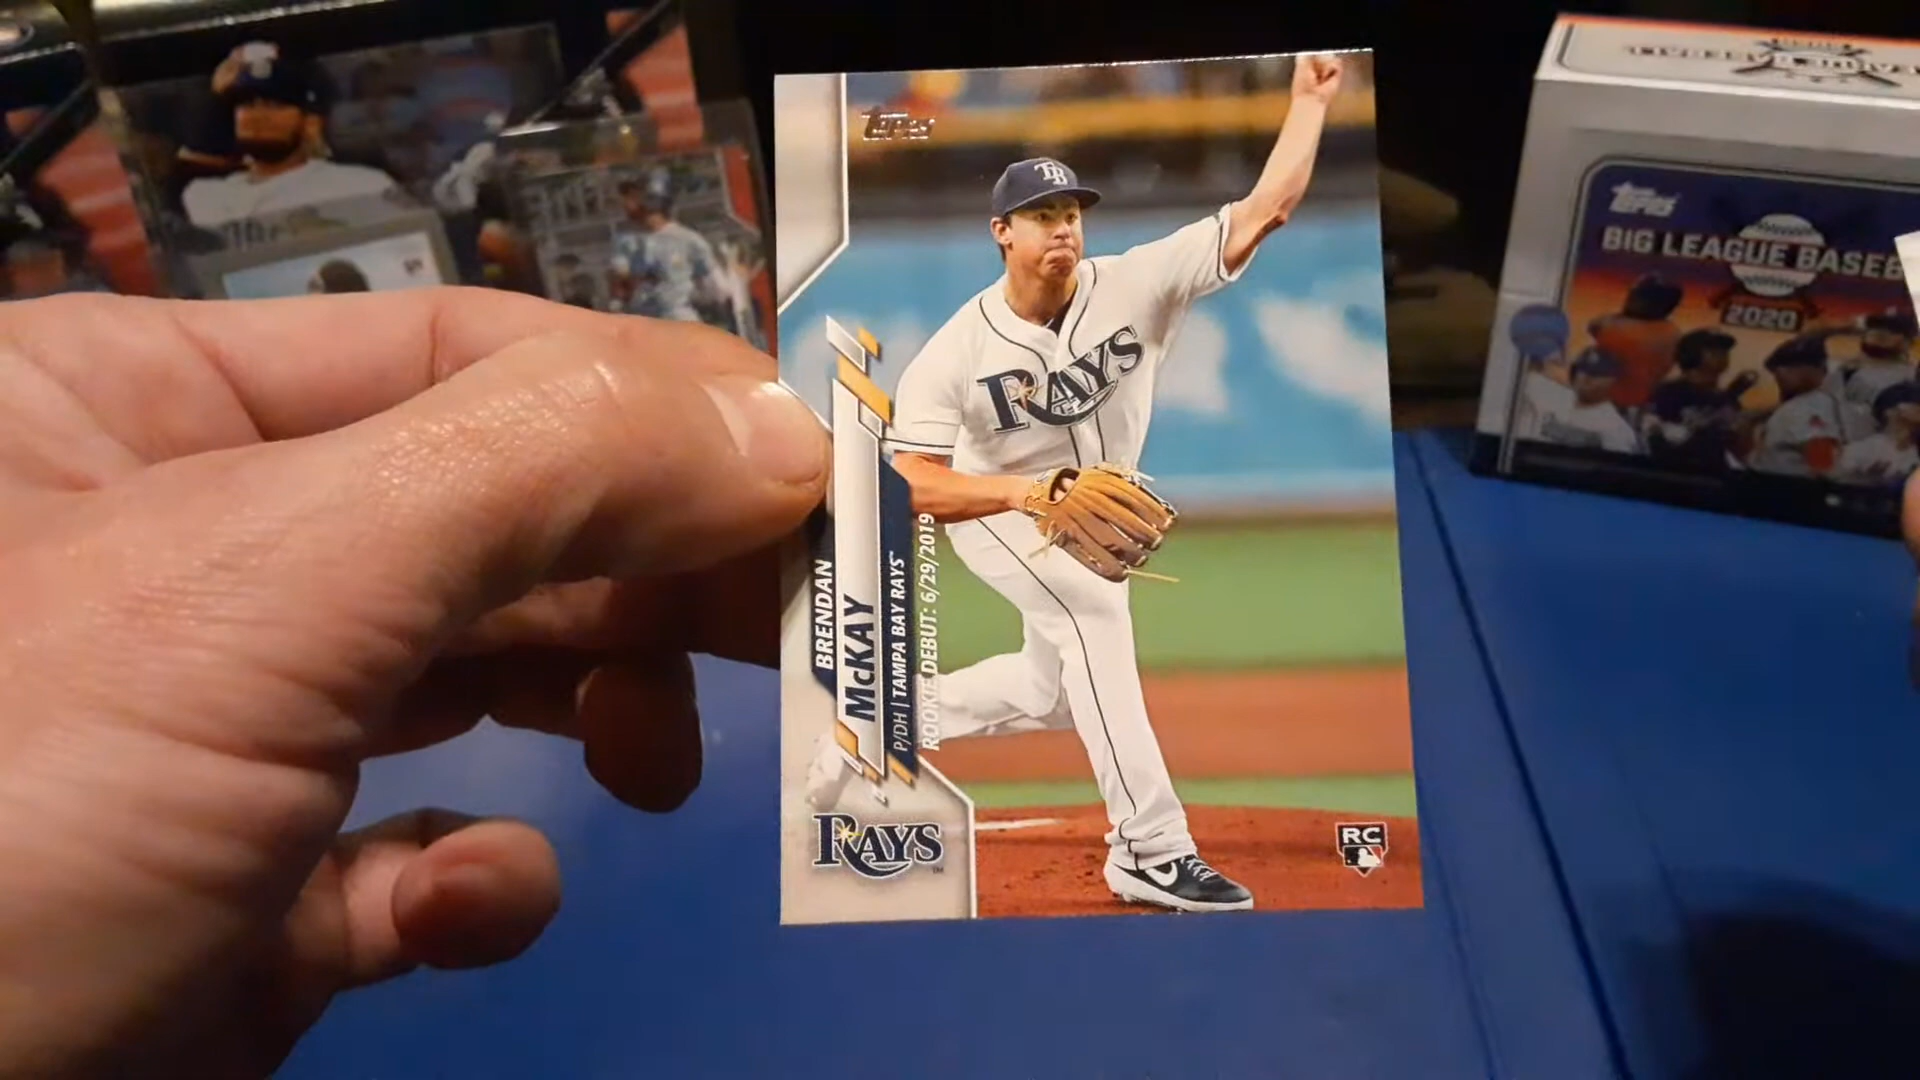 Topps
TB
RAYS
BRENDAN
McKAY
P/DH | TAMPA BAY RAYS™
ROOKIE DEBUT: 6/29/2019
RAYS
RC
Topps
BIG LEAGUE BASEB
2020